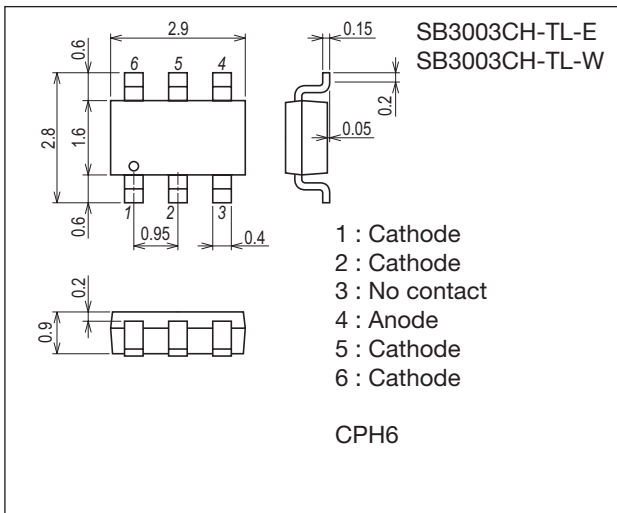 SB3003CH-TL-E
SB3003CH-TL-W
2.9
0.15
0.6
6 5 4
0.2
2.8
1.6
0.05
1 2 3
0.6
0.95
0.4
1 : Cathode
2 : Cathode
3 : No contact
4 : Anode
5 : Cathode
6 : Cathode
0.2
0.9
CPH6